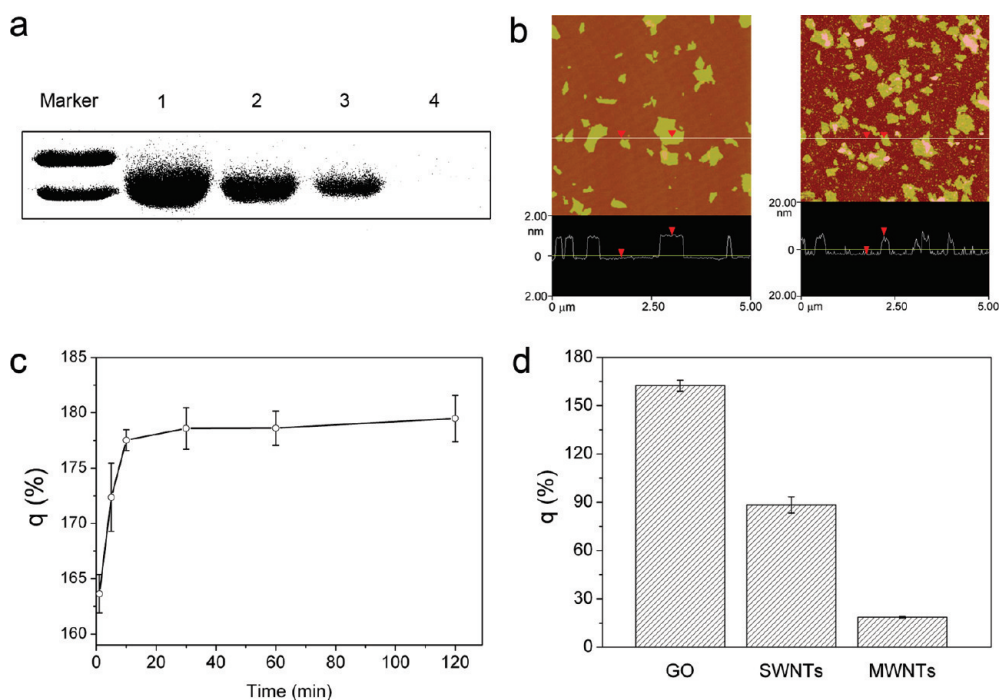 a
Marker 1 2 3 4
b
2.00
nm
0
2.00
0 μm 2.50 5.00
20.00
nm
0
20.00
0 μm 2.50 5.00
c
185
180
175
170
165
160
q (%)
0 20 40 60 80 100 120
Time (min)
d
180
150
120
90
60
30
0
q (%)
GO SWNTs MWNTs